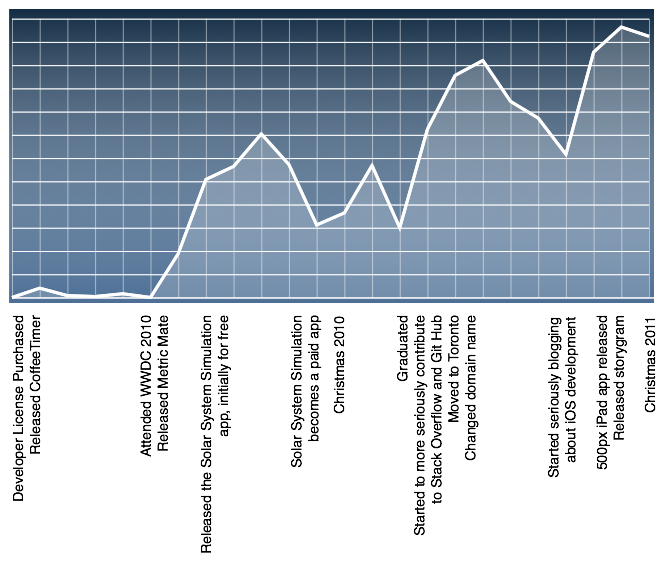 Developer License Purchased
Released CoffeeTimer
Attended WWDC 2010
Released Metric Mate
Released the Solar System Simulation
app, initially for free
Solar System Simulation
becomes a paid app
Christmas 2010
Graduated
Started to more seriously contribute
to Stack Overflow and Git Hub
Moved to Toronto
Changed domain name
Started seriously blogging
about iOS development
500px iPad app released
Released storygram
Christmas 2011